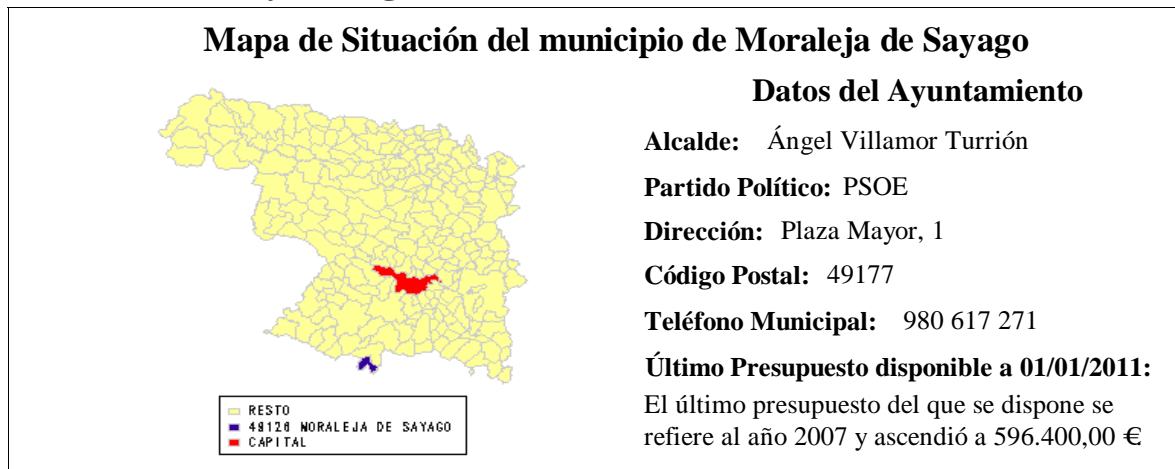 Mapa de Situación del municipio de Moraleja de Sayago
Datos del Ayuntamiento
Alcalde: Ángel Villamor Turrión
Partido Político: PSOE
Dirección: Plaza Mayor, 1
Código Postal: 49177
Teléfono Municipal: 980 617 271
Último Presupuesto disponible a 01/01/2011:
El último presupuesto del que se dispone se
refiere al año 2007 y ascendió a 596.400,00 €
RESTO
49126 MORALEJA DE SAYAGO
CAPITAL